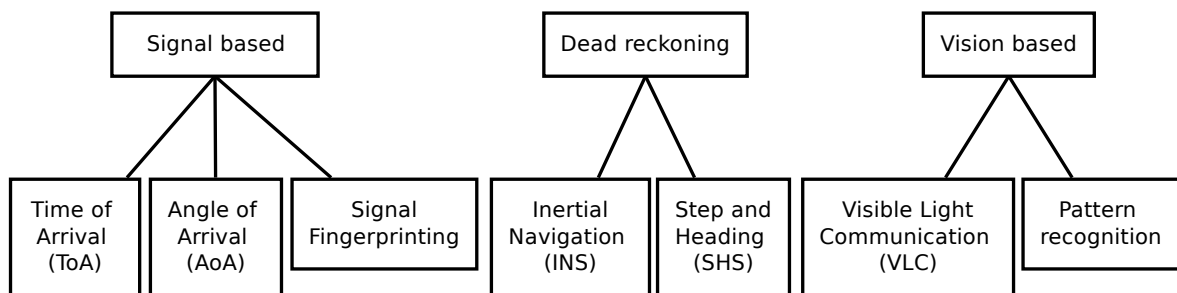 Signal based
Dead reckoning
Vision based
Time of
Arrival
(ToA)
Angle of
Arrival
(AoA)
Signal
Fingerprinting
Inertial
Navigation
(INS)
Step and
Heading
(SHS)
Visible Light
Communication
(VLC)
Pattern
recognition